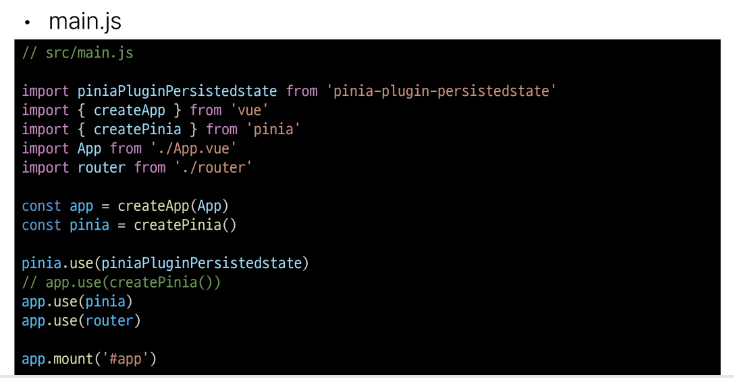 • main.js
// src/main.js
import piniaPluginPersistedstate from 'pinia-plugin-persistedstate'
import { createApp } from 'vue'
import { createPinia } from 'pinia'
import App from './App.vue'
import router from './router'
const app = createApp(App)
const pinia = createPinia()
pinia.use(piniaPluginPersistedstate)
// app.use(createPinia())
app.use(pinia)
app.use(router)
app.mount('#app')